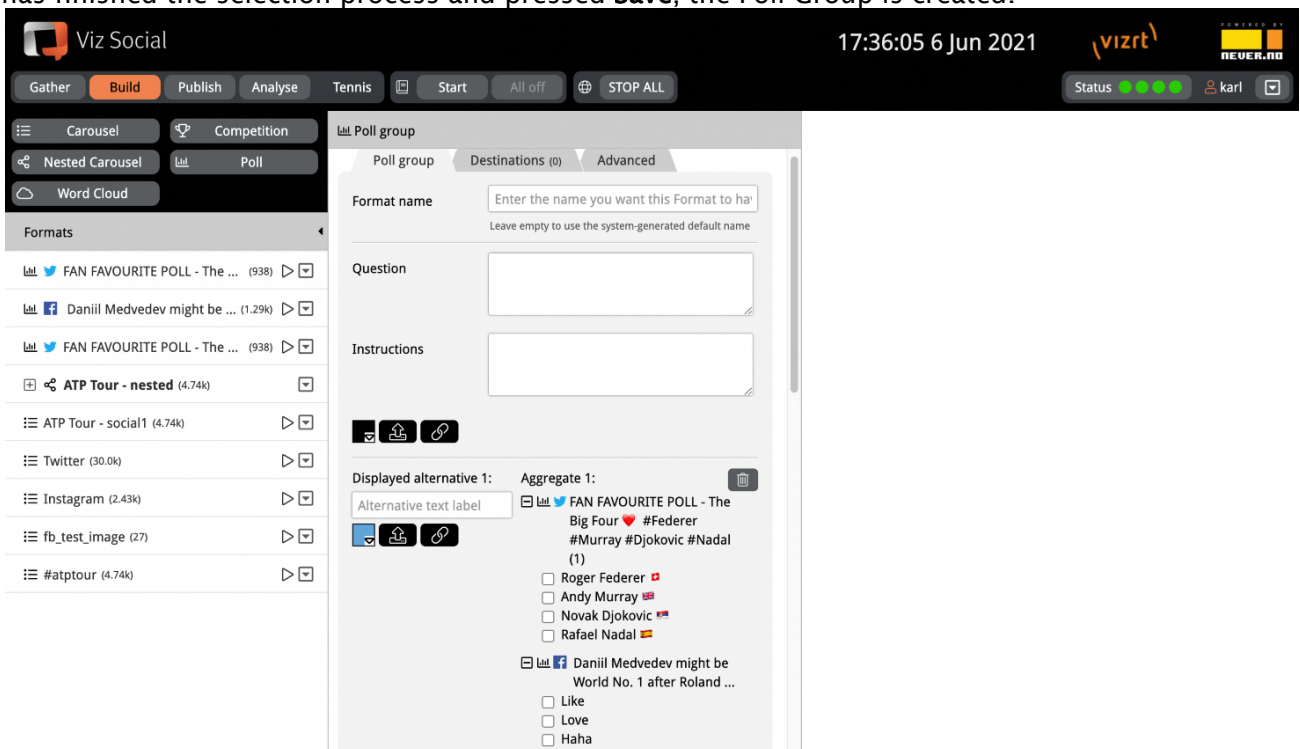 has finished the selection process and pressed Save, the Poll Group is created.
Viz Social
17:36:05 6 Jun 2021
vizrt
POWERED BY
NEVER.NO
Gather Build Publish Analyse Tennis Start All off STOP ALL Status karl
Carousel Competition
Nested Carousel Poll
Word Cloud
Formats
FAN FAVOURITE POLL - The ... (938)
Daniil Medvedev might be ... (1.29k)
FAN FAVOURITE POLL - The ... (938)
ATP Tour - nested (4.74k)
ATP Tour - social1 (4.74k)
Twitter (30.0k)
Instagram (2.43k)
fb_test_image (27)
#atptour (4.74k)
Poll group
Poll group Destinations (0) Advanced
Format name Enter the name you want this Format to ha
Leave empty to use the system-generated default name
Question
Instructions
Displayed alternative 1:
Alternative text label
Aggregate 1:
FAN FAVOURITE POLL - The
Big Four ❤️ #Federer
#Murray #Djokovic #Nadal
(1)
Roger Federer 🇨🇭
Andy Murray 🇬🇧
Novak Djokovic 🇷🇸
Rafael Nadal 🇪🇸
Daniil Medvedev might be
World No. 1 after Roland ...
Like
Love
Haha